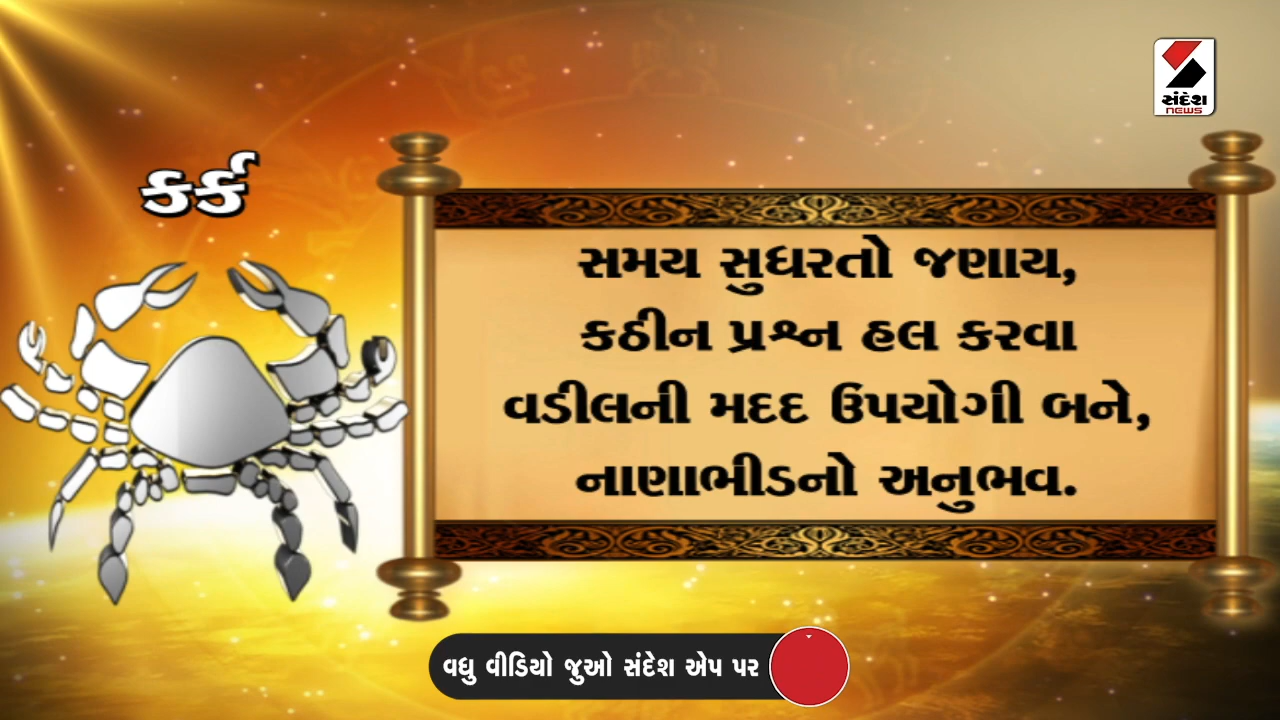 સંદેશ
NEWS
કર્ક
સમય સુધરતો જણાય,
કઠીન પ્રશ્ન હલ કરવા
વડીલની મદદ ઉપયોગી બને,
નાણાભીડનો અનુભવ.
વધુ વીડિયો જુઓ સંદેશ એપ પર